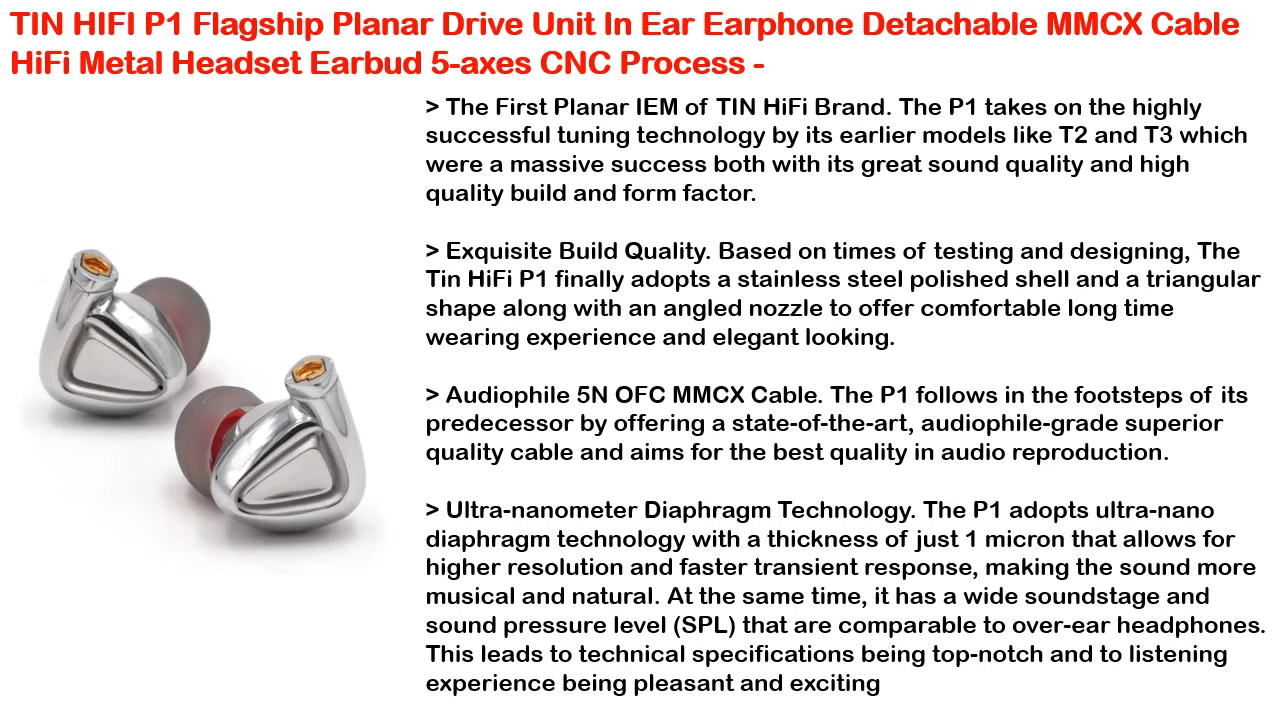 TIN HIFI P1 Flagship Planar Drive Unit In Ear Earphone Detachable MMCX Cable
HiFi Metal Headset Earbud 5-axes CNC Process -
> The First Planar IEM of TIN HiFi Brand. The P1 takes on the highly
successful tuning technology by its earlier models like T2 and T3 which
were a massive success both with its great sound quality and high
quality build and form factor.
> Exquisite Build Quality. Based on times of testing and designing, The
Tin HiFi P1 finally adopts a stainless steel polished shell and a triangular
shape along with an angled nozzle to offer comfortable long time
wearing experience and elegant looking.
> Audiophile 5N OFC MMCX Cable. The P1 follows in the footsteps of its
predecessor by offering a state-of-the-art, audiophile-grade superior
quality cable and aims for the best quality in audio reproduction.
> Ultra-nanometer Diaphragm Technology. The P1 adopts ultra-nano
diaphragm technology with a thickness of just 1 micron that allows for
higher resolution and faster transient response, making the sound more
musical and natural. At the same time, it has a wide soundstage and
sound pressure level (SPL) that are comparable to over-ear headphones.
This leads to technical specifications being top-notch and to listening
experience being pleasant and exciting